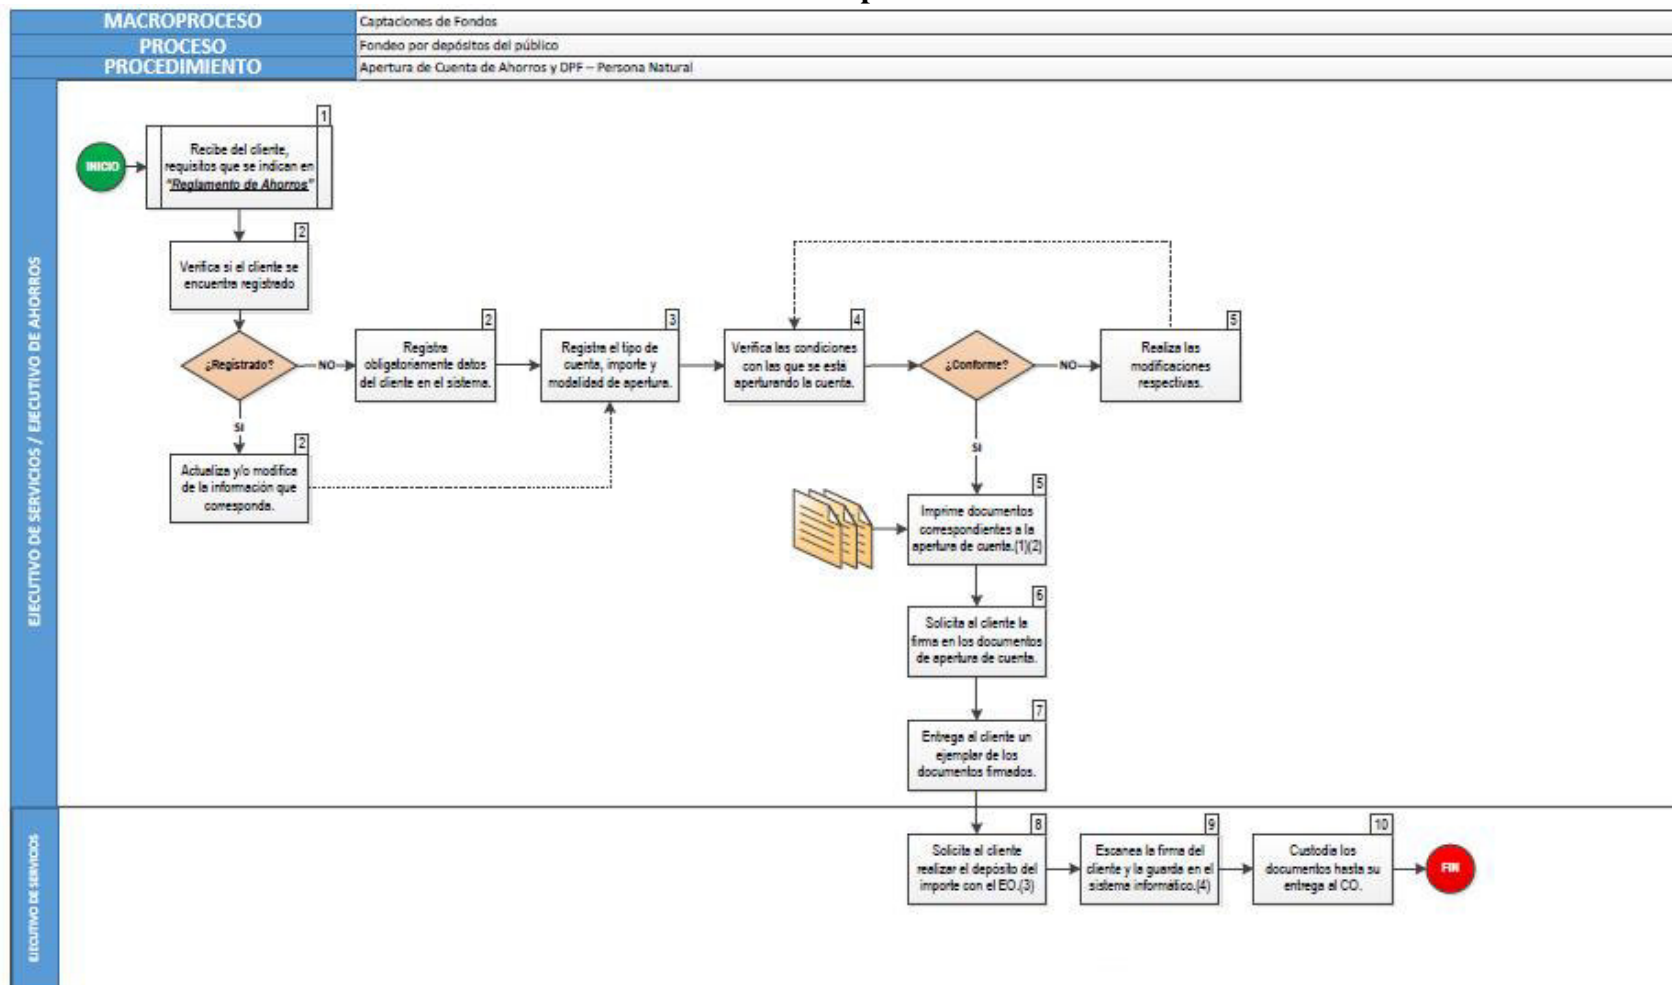 MACROPROCESO
Captaciones de Fondos
PROCESO
Fondeo por depósitos del público
PROCEDIMIENTO
Apertura de Cuenta de Ahorros y DPF – Persona Natural
EJECUTIVO DE SERVICIOS / EJECUTIVO DE AHORROS
INICIO
1
Recibe del cliente,
requisitos que se indican en
"Reglamento de Ahorros"
2
Verifica si el cliente se
encuentra registrado
¿Registrado?
NO
2
Registra
obligatoriamente datos
del cliente en el sistema.
3
Registra el tipo de
cuenta, importe y
modalidad de apertura.
4
Verifica las condiciones
con las que se está
aperturando la cuenta.
¿Conforme?
NO
5
Realiza las
modificaciones
respectivas.
SI
2
Actualiza y/o modifica
de la información que
corresponda.
SI
5
Imprime documentos
correspondientes a la
apertura de cuenta.(1)(2)
6
Solicita al cliente la
firma en los documentos
de apertura de cuenta.
7
Entrega al cliente un
ejemplar de los
documentos firmados.
EJECUTIVO DE SERVICIOS
8
Solicita al cliente
realizar el depósito del
importe con el EO.(3)
9
Escanea la firma del
cliente y la guarda en el
sistema informático.(4)
10
Custodia los
documentos hasta su
entrega al CO.
FIN